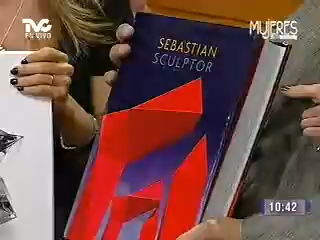 TVC
EN VIVO
MUJERES
SEBASTIAN
SCULPTOR
10:42